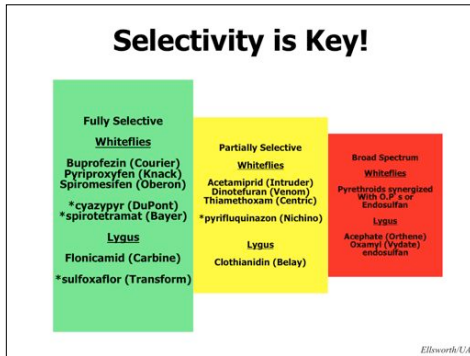 Selectivity is Key!
Fully Selective
Whiteflies
Buprofezin (Courier)
Pyriproxyfen (Knack)
Spiromesifen (Oberon)
*cyazypyr (DuPont)
*spirotetramat (Bayer)
Lygus
Flonicamid (Carbine)
*sulfoxaflor (Transform)
Partially Selective
Whiteflies
Acetamiprid (Intruder)
Dinotefuran (Venom)
Thiamethoxam (Centric)
*pyrifluquinazon (Nichino)
Lygus
Clothianidin (Belay)
Broad Spectrum
Whiteflies
Pyrethroids synergized
With O.P's or
Endosulfan
Lygus
Acephate (Orthene)
Oxamyl (Vydate)
endosulfan
Ellsworth/UA